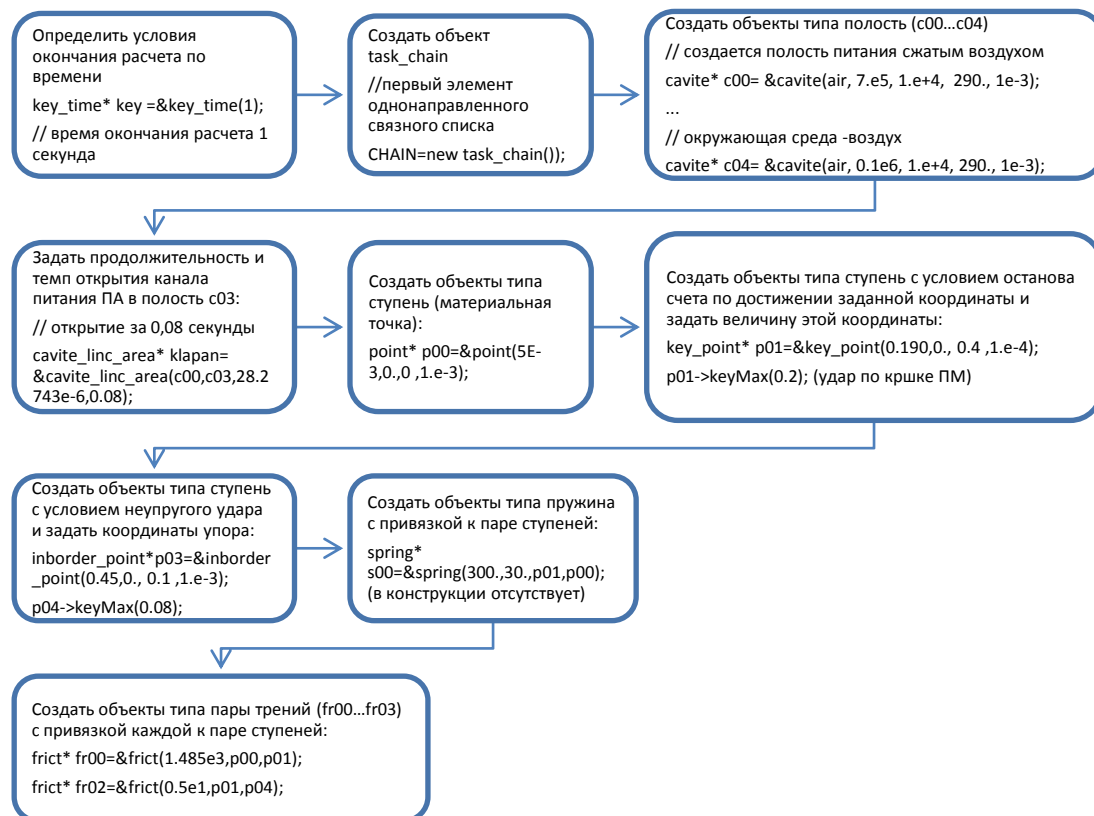 Определить условия
окончания расчета по
времени
key_time* key =&key_time(1);
// время окончания расчета 1
секунда
Создать объект
task_chain
//первый элемент
однонаправленного
связного списка
CHAIN=new task_chain());
Создать объекты типа полость (c00...c04)
// создается полость питания сжатым воздухом
cavite* c00= &cavite(air, 7.e5, 1.e+4, 290., 1e-3);
...
// окружающая среда -воздух
cavite* c04= &cavite(air, 0.1e6, 1.e+4, 290., 1e-3);
Задать продолжительность и
темп открытия канала
питания ПА в полость c03:
// открытие за 0,08 секунды
cavite_linc_area* klapan=
&cavite_linc_area(c00,c03,28.2
743e-6,0.08);
Создать объекты типа
ступень (материальная
точка):
point* p00=&point(5E-
3,0.,0 ,1.e-3);
Создать объекты типа ступень с условием останова
счета по достижении заданной координаты и
задать величину этой координаты:
key_point* p01=&key_point(0.190,0., 0.4 ,1.e-4);
p01->keyMax(0.2); (удар по кршке ПМ)
Создать объекты типа ступень
с условием неупругого удара
и задать координаты упора:
inborder_point*p03=&inborder
_point(0.45,0., 0.1 ,1.e-3);
p04->keyMax(0.08);
Создать объекты типа пружина
с привязкой к паре ступеней:
spring*
s00=&spring(300.,30.,p01,p00);
(в конструкции отсутствует)
Создать объекты типа пары трений (fr00...fr03)
с привязкой каждой к паре ступеней:
frict* fr00=&frict(1.485e3,p00,p01);
frict* fr02=&frict(0.5e1,p01,p04);